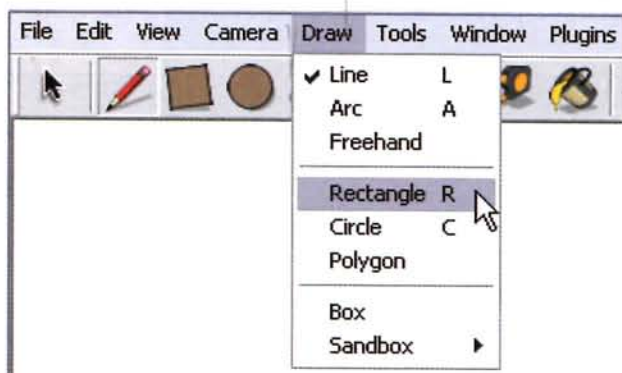 File Edit View Camera Draw Tools Window Plugins
✔ Line L
Arc A
Freehand
Rectangle R
Circle C
Polygon
Box
Sandbox ▶